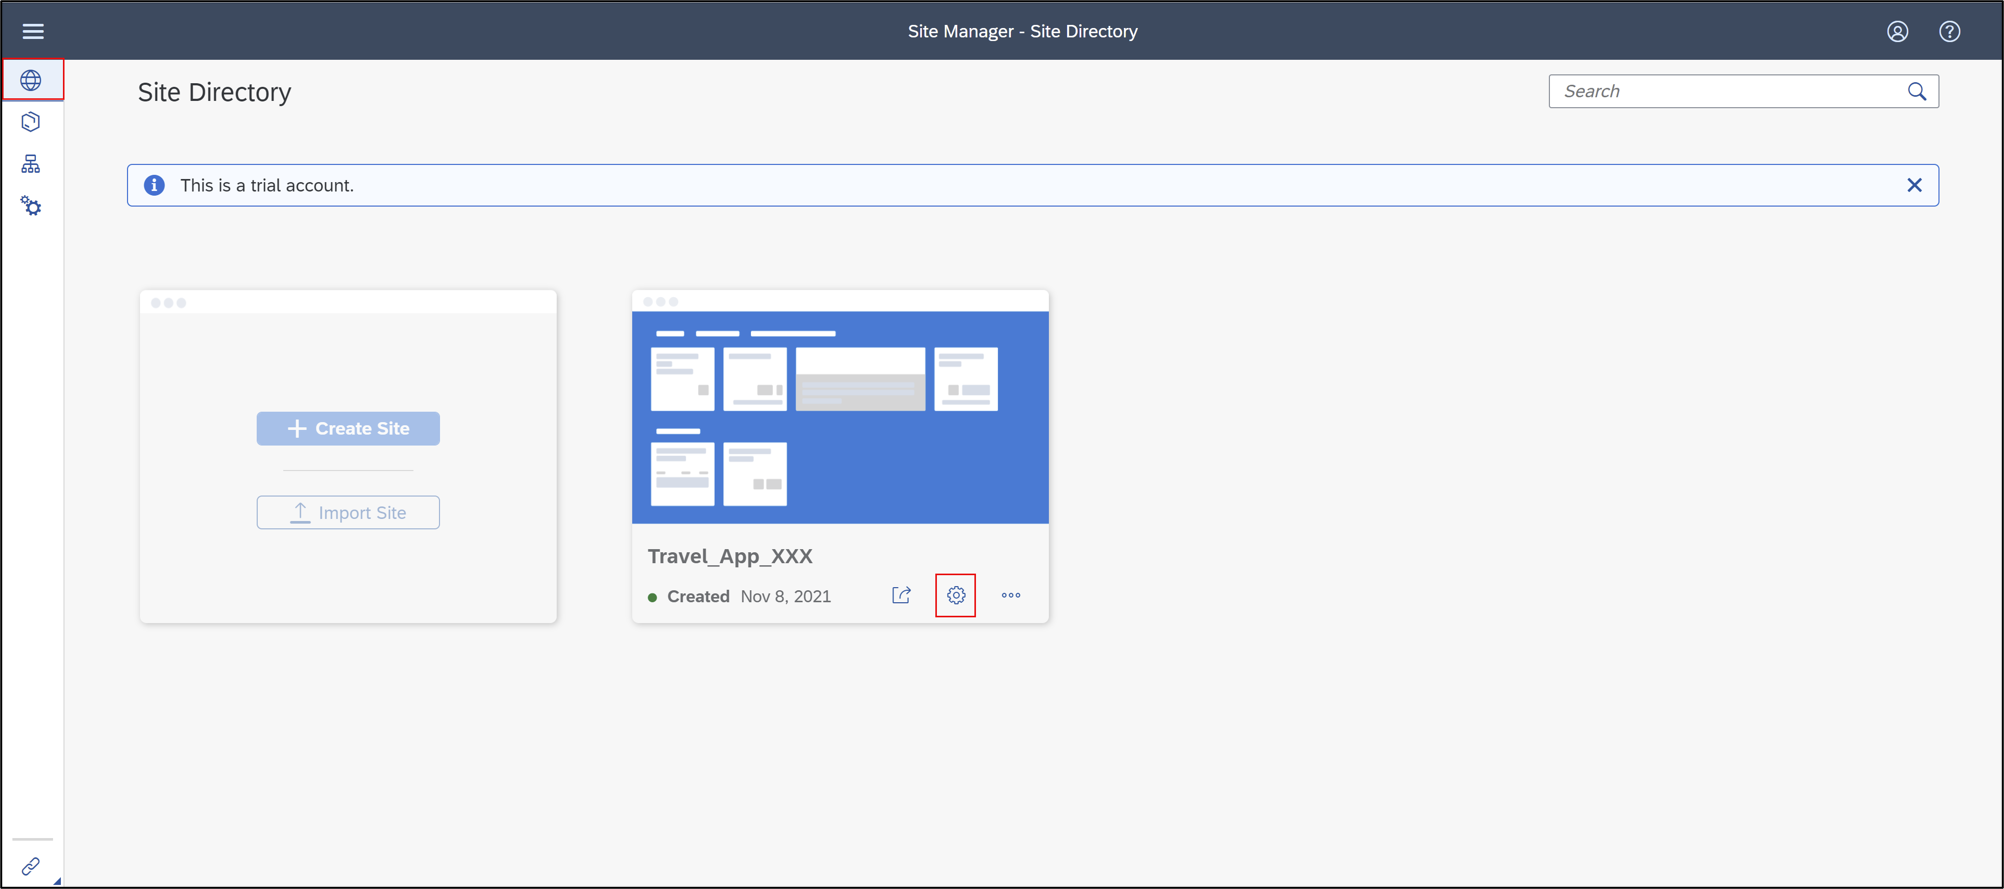 Site Manager - Site Directory
Site Directory
Search
This is a trial account.
Create Site
Import Site
Travel_App_XXX
Created Nov 8, 2021